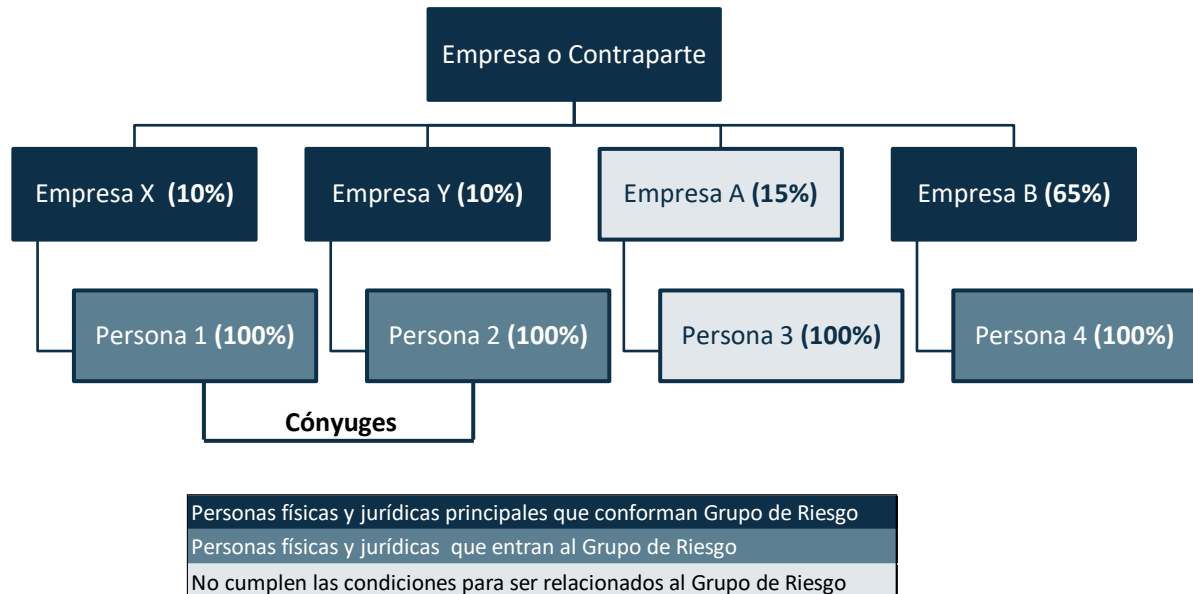 Empresa o Contraparte
Empresa X (10%)
Empresa Y (10%)
Empresa A (15%)
Empresa B (65%)
Persona 1 (100%)
Persona 2 (100%)
Persona 3 (100%)
Persona 4 (100%)
Cónyuges
Personas físicas y jurídicas principales que conforman Grupo de Riesgo
Personas físicas y jurídicas que entran al Grupo de Riesgo
No cumplen las condiciones para ser relacionados al Grupo de Riesgo